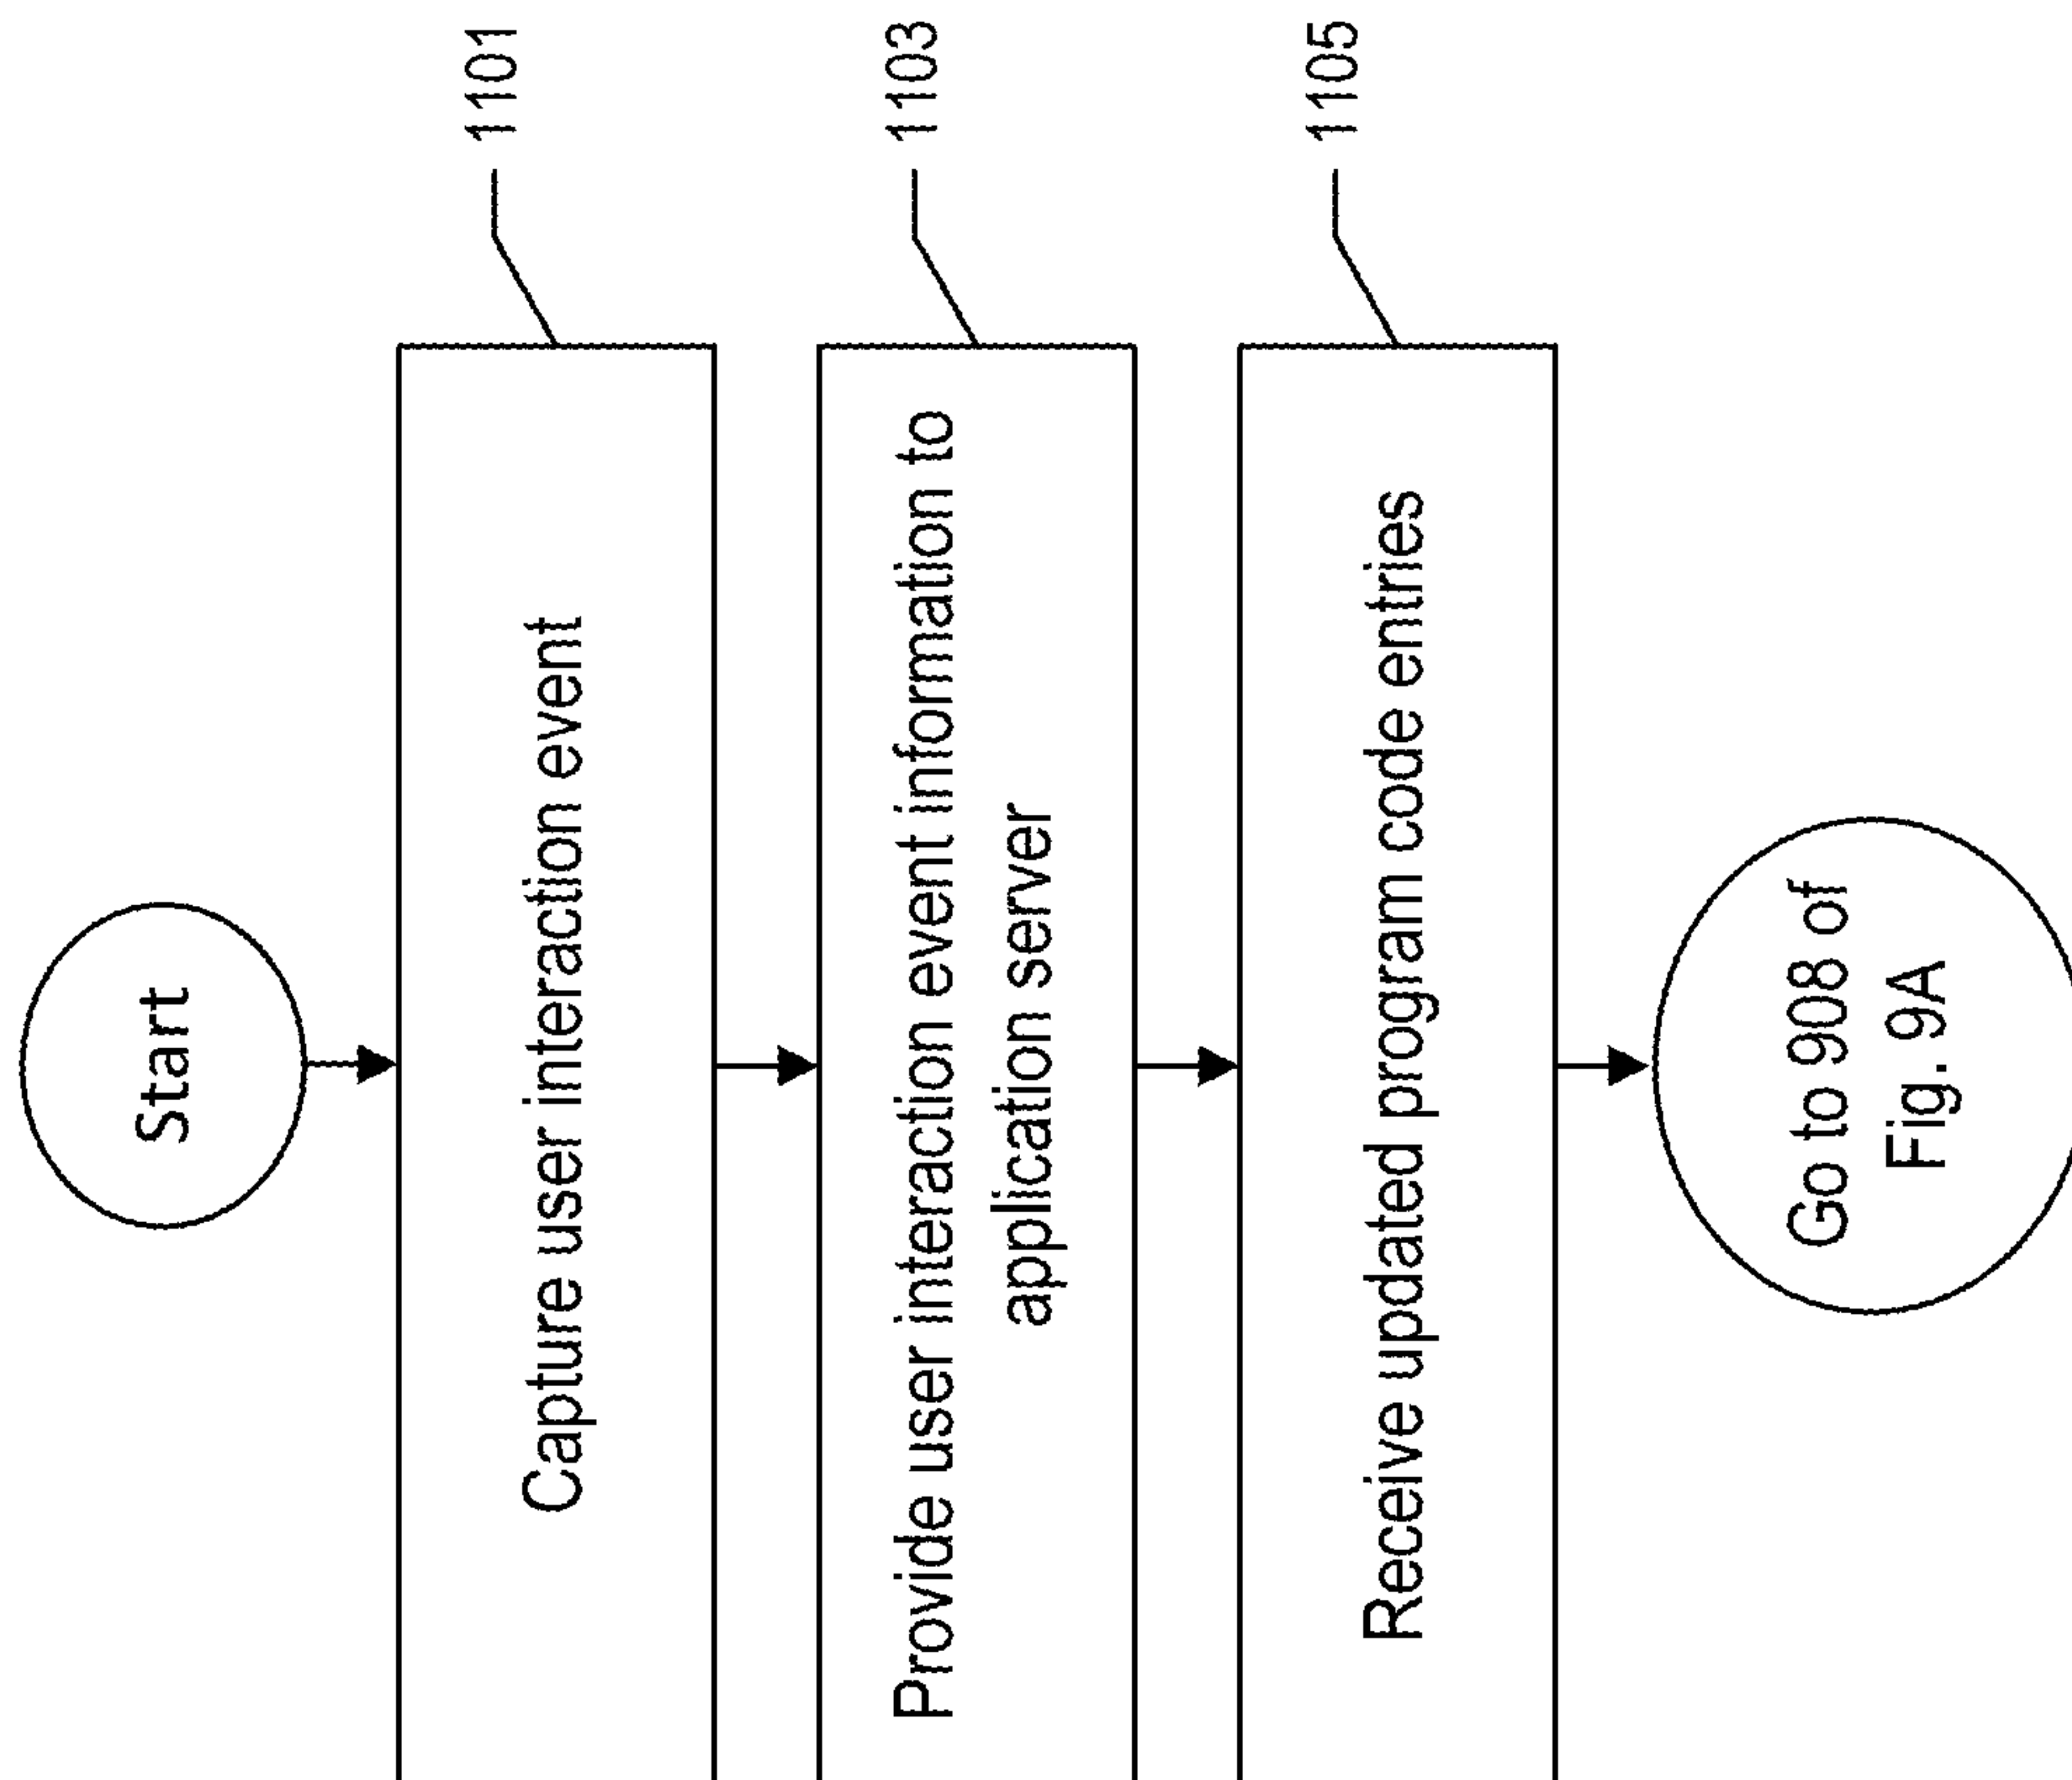 Start
Capture user interaction event
1101
Provide user interaction event information to
application server
1103
Receive updated program code entries
1105
Go to 908 of
Fig. 9A